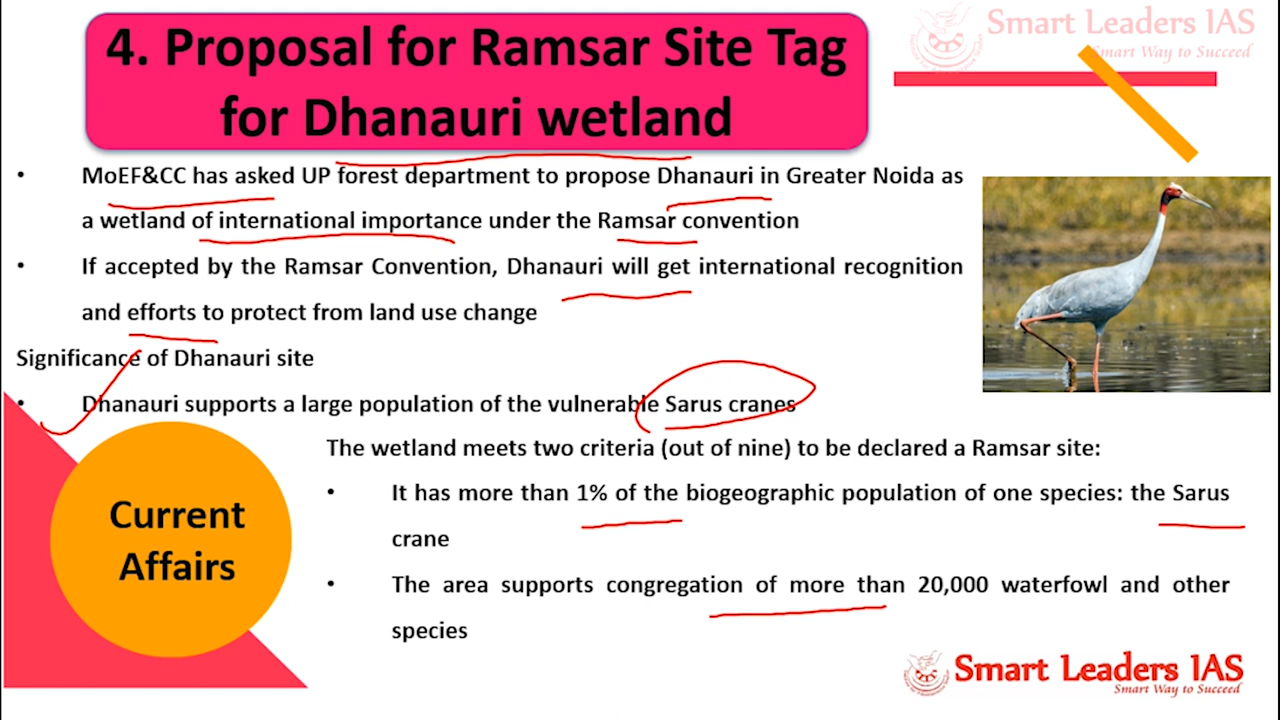 Smart Leaders IAS
Smart Way to Succeed
4. Proposal for Ramsar Site Tag
for Dhanauri wetland
• MoEF&CC has asked UP forest department to propose Dhanauri in Greater Noida as
a wetland of international importance under the Ramsar convention
• If accepted by the Ramsar Convention, Dhanauri will get international recognition
and efforts to protect from land use change
Significance of Dhanauri site
• Dhanauri supports a large population of the vulnerable Sarus cranes
The wetland meets two criteria (out of nine) to be declared a Ramsar site:
• It has more than 1% of the biogeographic population of one species: the Sarus
crane
• The area supports congregation of more than 20,000 waterfowl and other
species
Current
Affairs
Smart Leaders IAS
Smart Way to Succeed